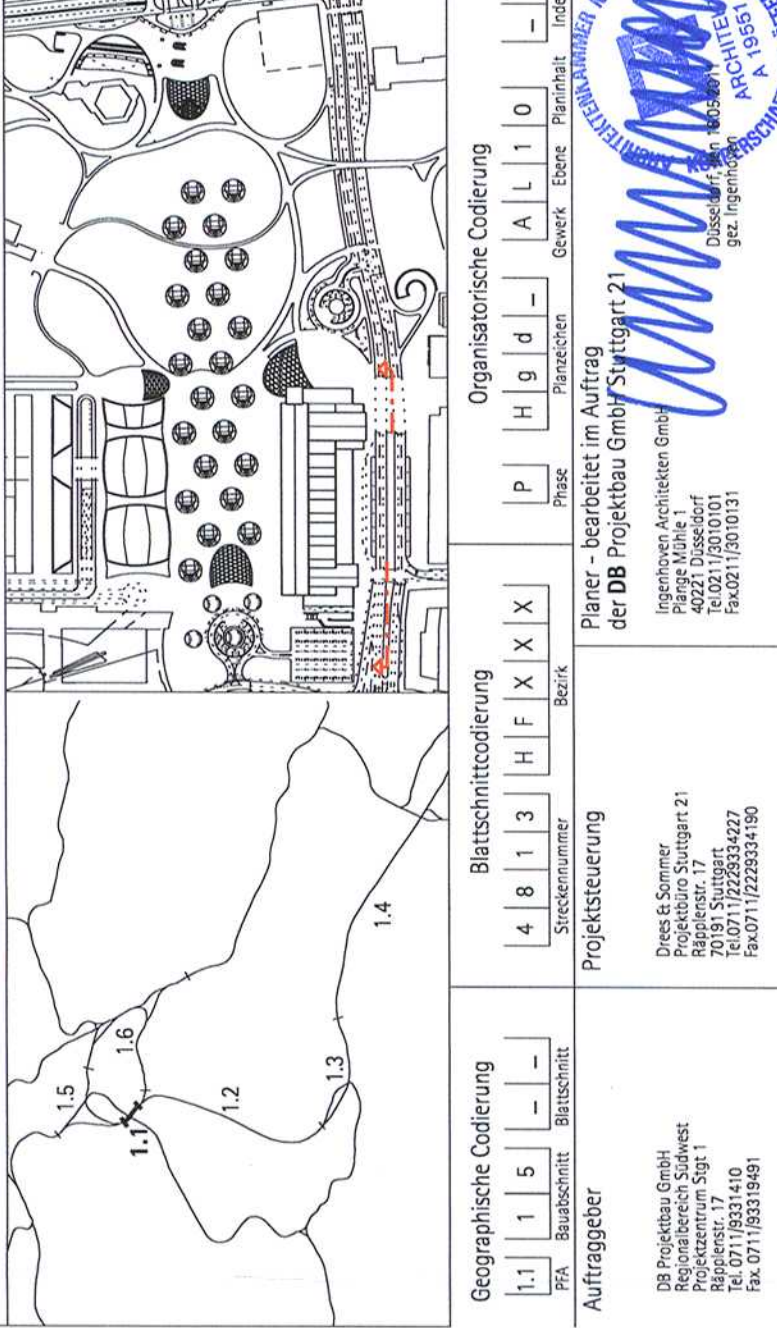 1.5
1.6
1.1
1.2
1.3
1.4
Geographische Codierung
1.1 1 5 – –
PFA Bauabschnitt Blattschnitt
Blattschnittcodierung
4 8 1 3 H F X X X
Streckennummer Bezirk
Organisatorische Codierung
P H g d – A L 1 0 –
Phase Planzeichen Gewerk Ebene Planinhalt Inde
Auftraggeber
DB Projektbau GmbH
Regionalbereich Südwest
Projektzentrum Stgt 1
Räpplenstr. 17
Tel. 0711/9331410
Fax. 0711/93319491
Projektsteuerung
Drees & Sommer
Projektbüro Stuttgart 21
Räpplenstr. 17
70191 Stuttgart
Tel.0711/2229334227
Fax.0711/2229334190
Planer – bearbeitet im Auftrag
der DB Projektbau GmbH Stuttgart 21
Ingenhoven Architekten GmbH
Plange Mühle 1
40221 Düsseldorf
Tel.0211/3010101
Fax.0211/3010131
Düsseldorf, den
gez. Ingenhoven
ARCHITEKTENKAMMER
ARCHITE
A 19551